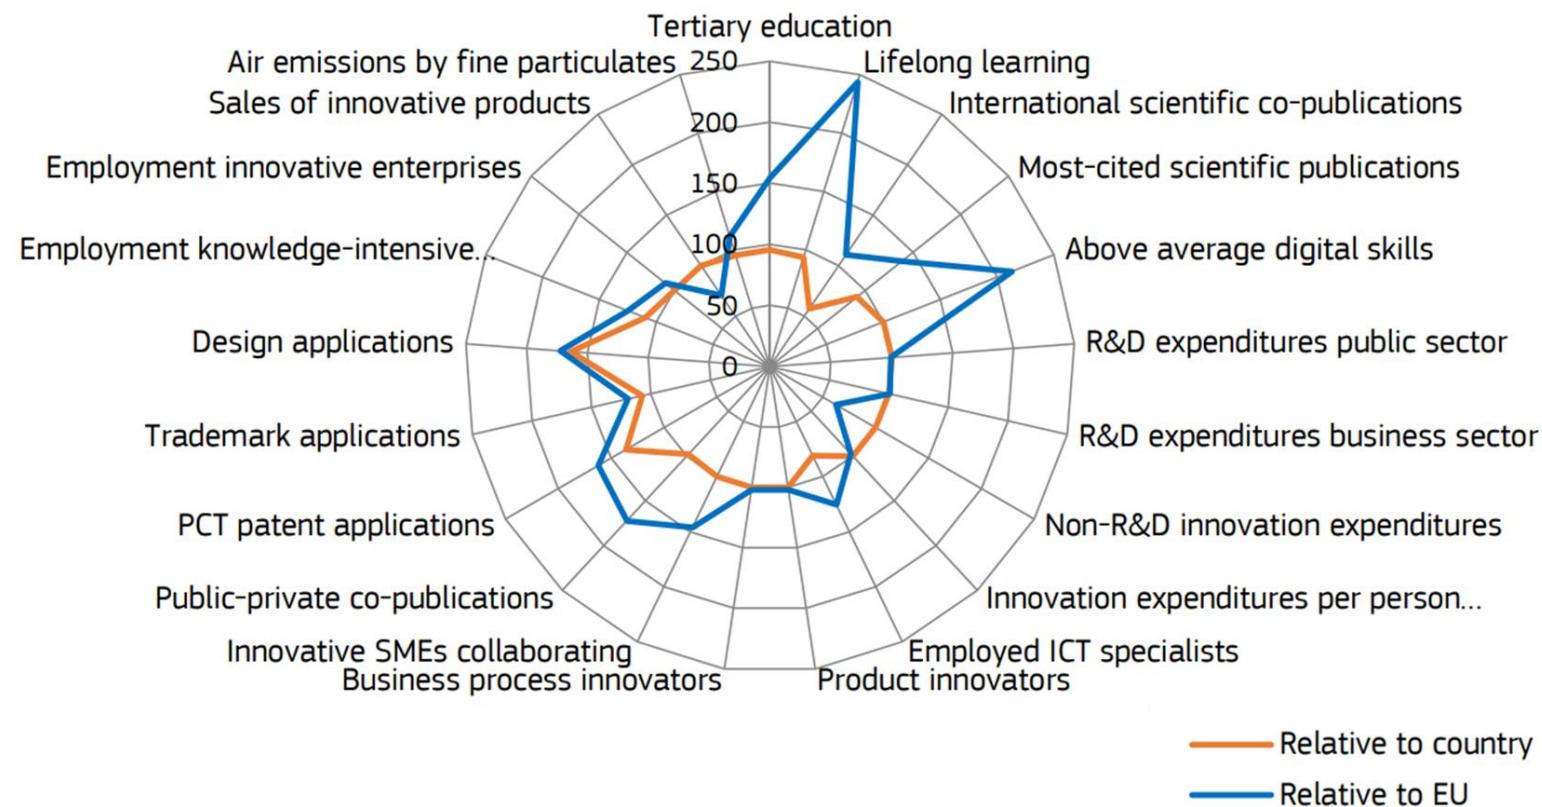 Tertiary education
Air emissions by fine particulates
250
Lifelong learning
Sales of innovative products
International scientific co-publications
200
Employment innovative enterprises
Most-cited scientific publications
150
Employment knowledge-intensive...
100
Above average digital skills
50
Design applications
R&D expenditures public sector
0
Trademark applications
R&D expenditures business sector
PCT patent applications
Non-R&D innovation expenditures
Public-private co-publications
Innovation expenditures per person...
Innovative SMEs collaborating
Employed ICT specialists
Business process innovators
Product innovators
Relative to country
Relative to EU